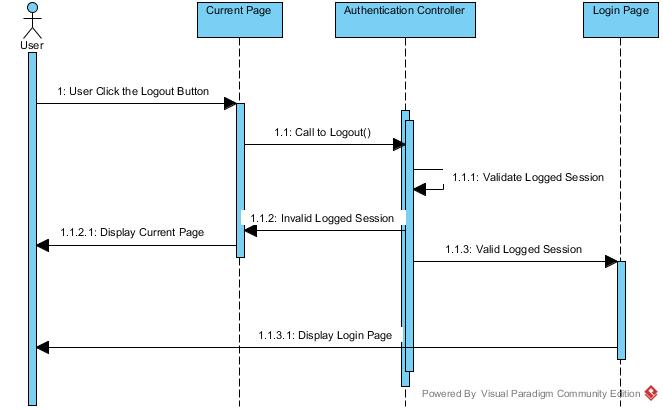 Current Page
Authentication Controller
Login Page
User
1: User Click the Logout Button
1.1: Call to Logout()
1.1.1: Validate Logged Session
1.1.2: Invalid Logged Session
1.1.2.1: Display Current Page
1.1.3: Valid Logged Session
1.1.3.1: Display Login Page
Powered By Visual Paradigm Community Edition